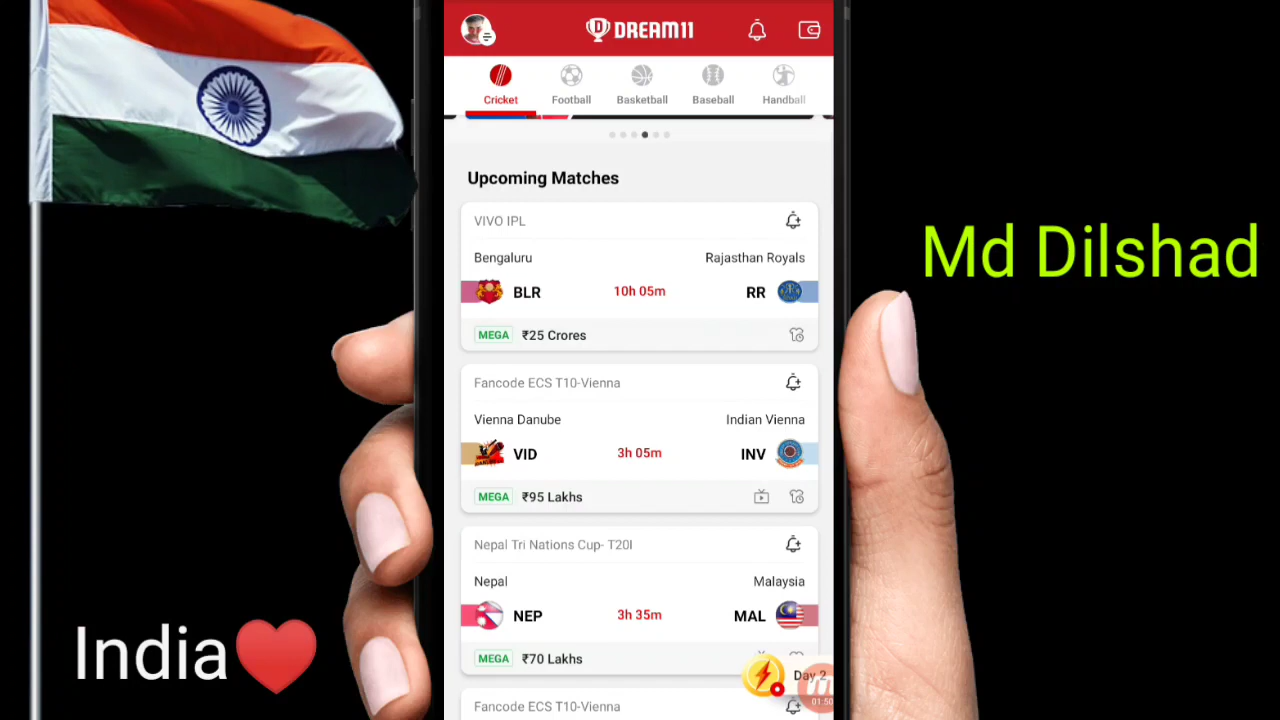 DREAM11
Cricket
Football
Basketball
Baseball
Handball
Upcoming Matches
VIVO IPL
Bengaluru
Rajasthan Royals
BLR
10h 05m
RR
MEGA ₹25 Crores
Fancode ECS T10-Vienna
Vienna Danube
Indian Vienna
VID
3h 05m
INV
MEGA ₹95 Lakhs
Nepal Tri Nations Cup- T20I
Nepal
Malaysia
NEP
3h 35m
MAL
MEGA ₹70 Lakhs
Day 2
01:50
Fancode ECS T10-Vienna
Md Dilshad
India